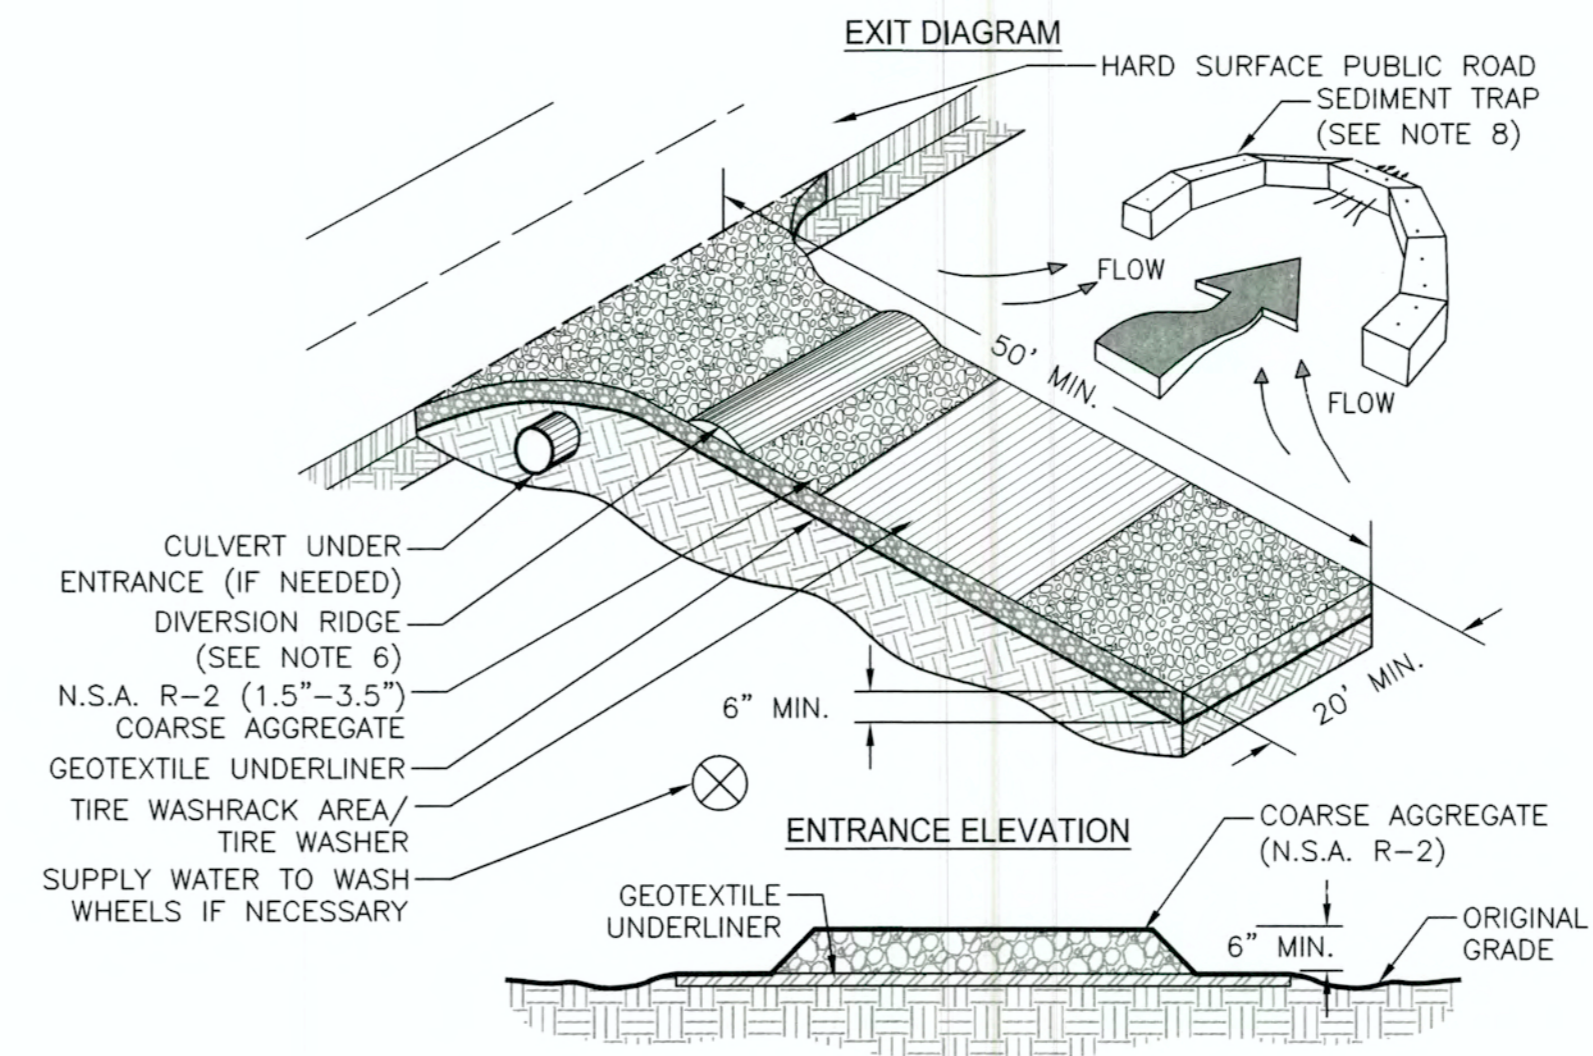 EXIT DIAGRAM
HARD SURFACE PUBLIC ROAD
SEDIMENT TRAP
(SEE NOTE 8)
FLOW
50' MIN.
FLOW
CULVERT UNDER
ENTRANCE (IF NEEDED)
DIVERSION RIDGE
(SEE NOTE 6)
N.S.A. R-2 (1.5"-3.5")
COARSE AGGREGATE
GEOTEXTILE UNDERLINER
TIRE WASHRACK AREA/
TIRE WASHER
SUPPLY WATER TO WASH
WHEELS IF NECESSARY
6" MIN.
20' MIN.
ENTRANCE ELEVATION
COARSE AGGREGATE
(N.S.A. R-2)
GEOTEXTILE
UNDERLINER
6" MIN.
ORIGINAL
GRADE